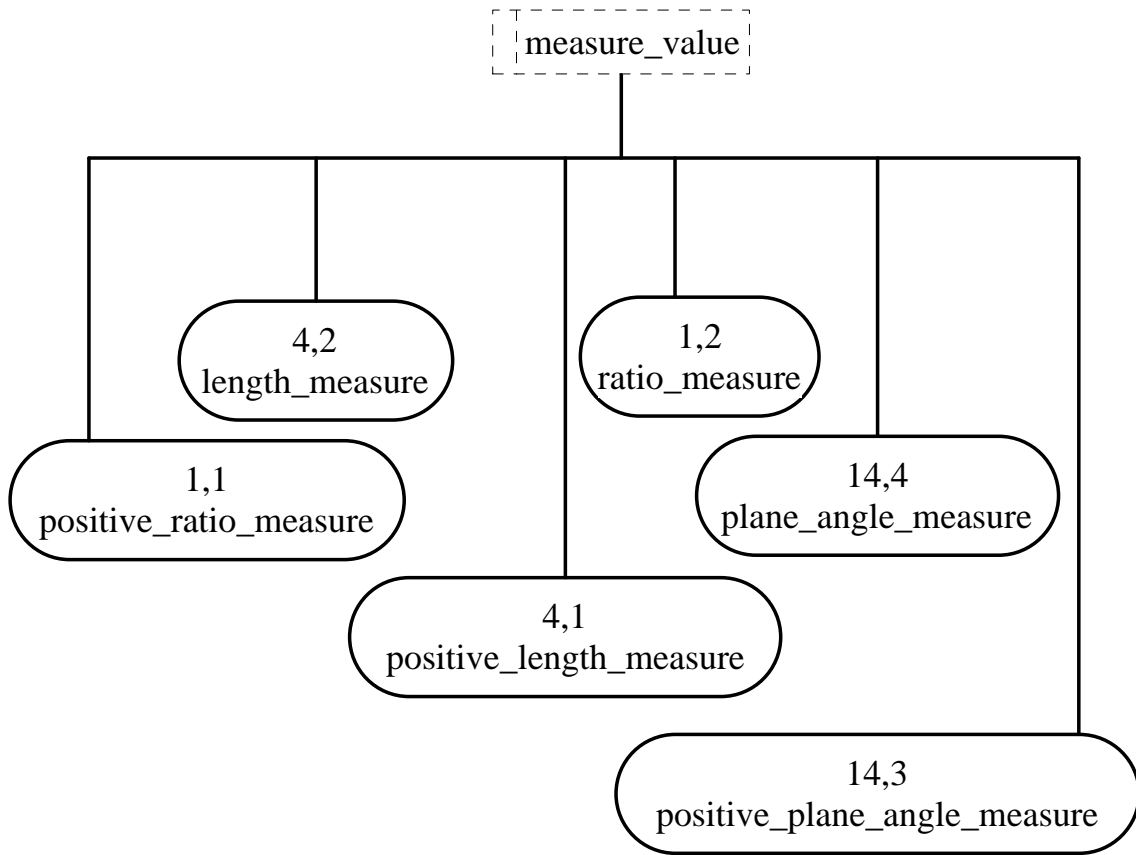 measure_value
4,2
length_measure
1,2
ratio_measure
1,1
positive_ratio_measure
14,4
plane_angle_measure
4,1
positive_length_measure
14,3
positive_plane_angle_measure